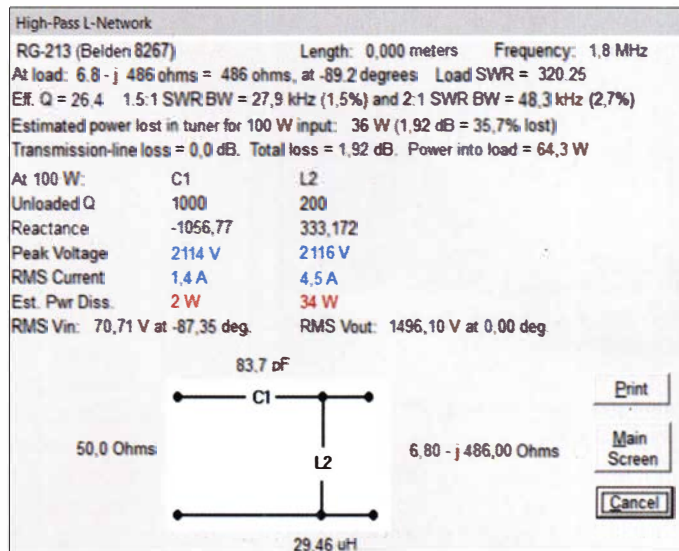 High-Pass L-Network
RG-213 (Belden 8267) Length: 0,000 meters Frequency: 1,8 MHz
At load: 6.8 - j 486 ohms = 486 ohms, at -89.2 degrees Load SWR = 320.25
Eff. Q = 26,4 1.5:1 SWR BW = 27,9 kHz (1,5%) and 2:1 SWR BW = 48,3 kHz (2,7%)
Estimated power lost in tuner for 100 W input: 36 W (1,92 dB = 35,7% lost)
Transmission-line loss = 0,0 dB. Total loss = 1,92 dB. Power into load = 64,3 W
At 100 W: C1 L2
Unloaded Q 1000 200
Reactance -1056,77 333,172
Peak Voltage 2114 V 2116 V
RMS Current 1,4 A 4,5 A
Est. Pwr Diss. 2 W 34 W
RMS Vin: 70,71 V at -87,35 deg. RMS Vout: 1496,10 V at 0,00 deg.
83,7 pF
C1
Print
50,0 Ohms
L2
6,80 - j 486,00 Ohms
Main
Screen
Cancel
29,46 uH